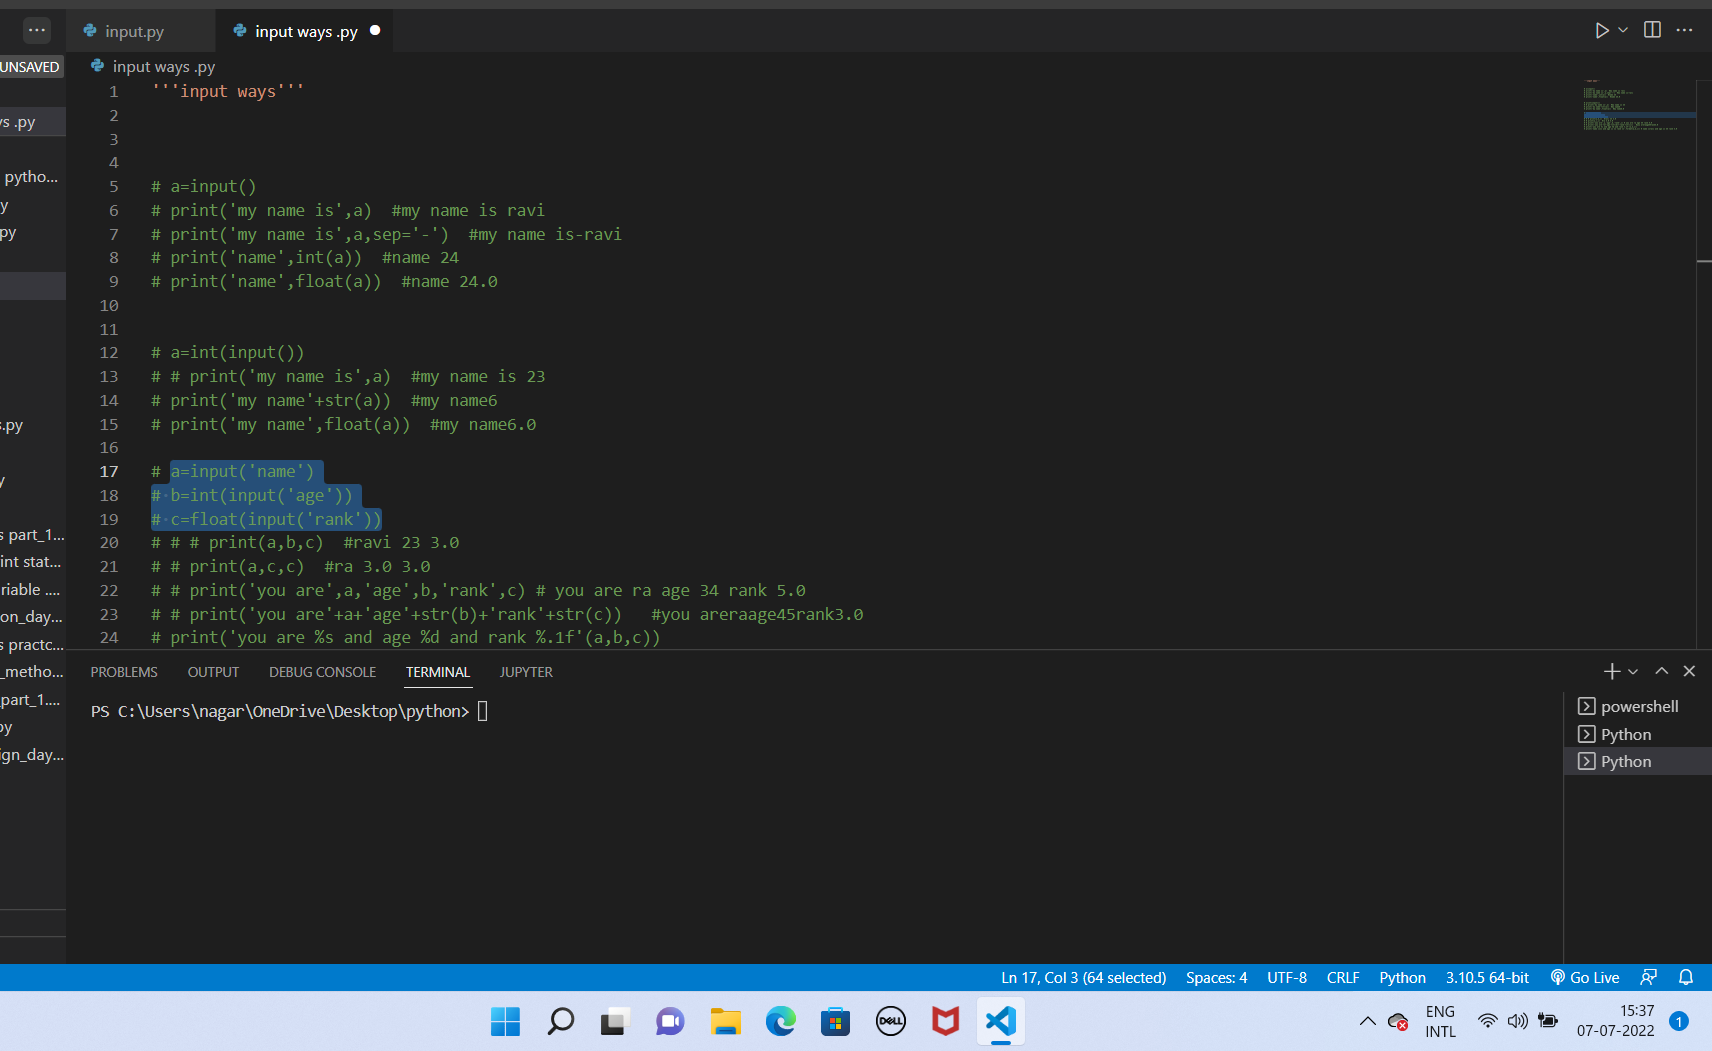 input.py
input ways .py
UNSAVED
input ways .py
1 '''input ways'''
2
3
4
5 # a=input()
6 # print('my name is',a)  #my name is ravi
7 # print('my name is',a,sep='-')  #my name is-ravi
8 # print('name',int(a))  #name 24
9 # print('name',float(a))  #name 24.0
10
11
12 # a=int(input())
13 # # print('my name is',a)  #my name is 23
14 # print('my name'+str(a))  #my name6
15 # print('my name',float(a))  #my name6.0
16
17 # a=input('name')
18 # b=int(input('age'))
19 # c=float(input('rank'))
20 # # # print(a,b,c)  #ravi 23 3.0
21 # # print(a,c,c)  #ra 3.0 3.0
22 # # print('you are',a,'age',b,'rank',c) # you are ra age 34 rank 5.0
23 # # print('you are'+a+'age'+str(b)+'rank'+str(c))   #you areraage45rank3.0
24 # print('you are %s and age %d and rank %.1f'(a,b,c))
s .py
pytho...
y
py
s.py
y
s part_1...
int stat...
riable ....
on_day...
s practc...
_metho...
part_1....
py
ign_day...
PROBLEMS OUTPUT DEBUG CONSOLE TERMINAL JUPYTER
PS C:\Users\nagar\OneDrive\Desktop\python>
powershell
Python
Python
Ln 17, Col 3 (64 selected) Spaces: 4 UTF-8 CRLF Python 3.10.5 64-bit Go Live
DELL
ENG
INTL
15:37
07-07-2022
1